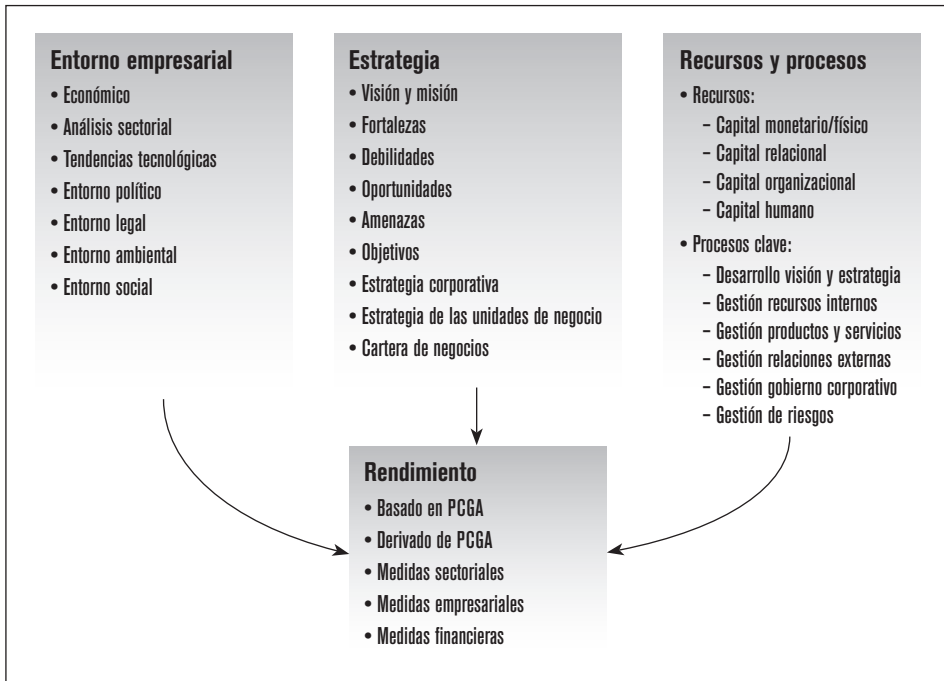 Entorno empresarial
• Económico
• Análisis sectorial
• Tendencias tecnológicas
• Entorno político
• Entorno legal
• Entorno ambiental
• Entorno social
Estrategia
• Visión y misión
• Fortalezas
• Debilidades
• Oportunidades
• Amenazas
• Objetivos
• Estrategia corporativa
• Estrategia de las unidades de negocio
• Cartera de negocios
Recursos y procesos
• Recursos:
– Capital monetario/físico
– Capital relacional
– Capital organizacional
– Capital humano
• Procesos clave:
– Desarrollo visión y estrategia
– Gestión recursos internos
– Gestión productos y servicios
– Gestión relaciones externas
– Gestión gobierno corporativo
– Gestión de riesgos
Rendimiento
• Basado en PCGA
• Derivado de PCGA
• Medidas sectoriales
• Medidas empresariales
• Medidas financieras